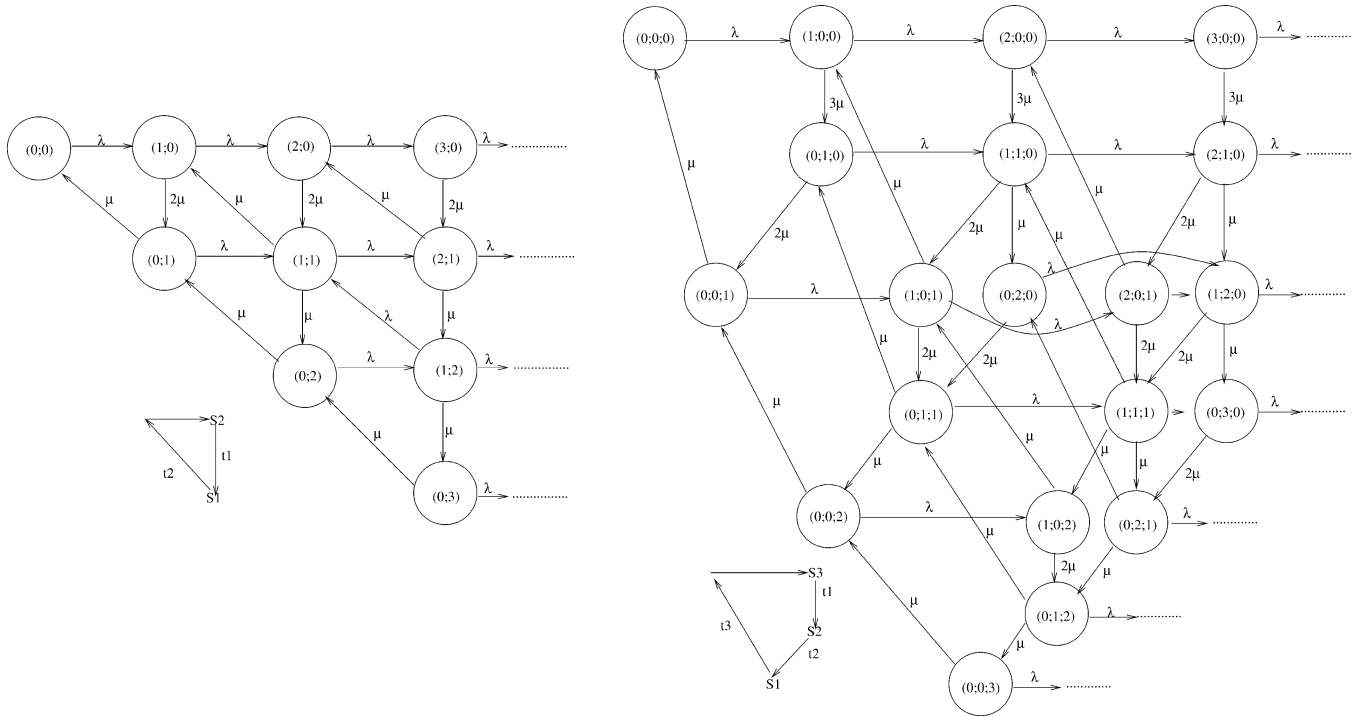 (0;0) λ (1;0) λ (2;0) λ (3;0) λ ............
μ 2μ μ 2μ μ 2μ
(0;1) λ (1;1) λ (2;1) λ ............
μ μ λ μ
(0;2) λ (1;2) λ ............
μ μ
(0;3) λ ............
S2
t1
t2
S1
(0;0;0) λ (1;0;0) λ (2;0;0) λ (3;0;0) λ ............
3μ 3μ 3μ
(0;1;0) λ (1;1;0) λ (2;1;0) λ ............
μ μ μ
2μ 2μ μ μ 2μ μ
(0;0;1) λ (1;0;1) λ (0;2;0) λ (2;0;1) (1;2;0) λ ............
μ 2μ 2μ 2μ 2μ μ
(0;1;1) λ (1;1;1) (0;3;0) λ ............
μ μ μ μ μ 2μ
(0;0;2) λ (1;0;2) (0;2;1) λ ............
μ 2μ μ
(0;1;2) λ ............
μ μ
(0;0;3) λ ............
S3
t1
S2
t3
t2
S1